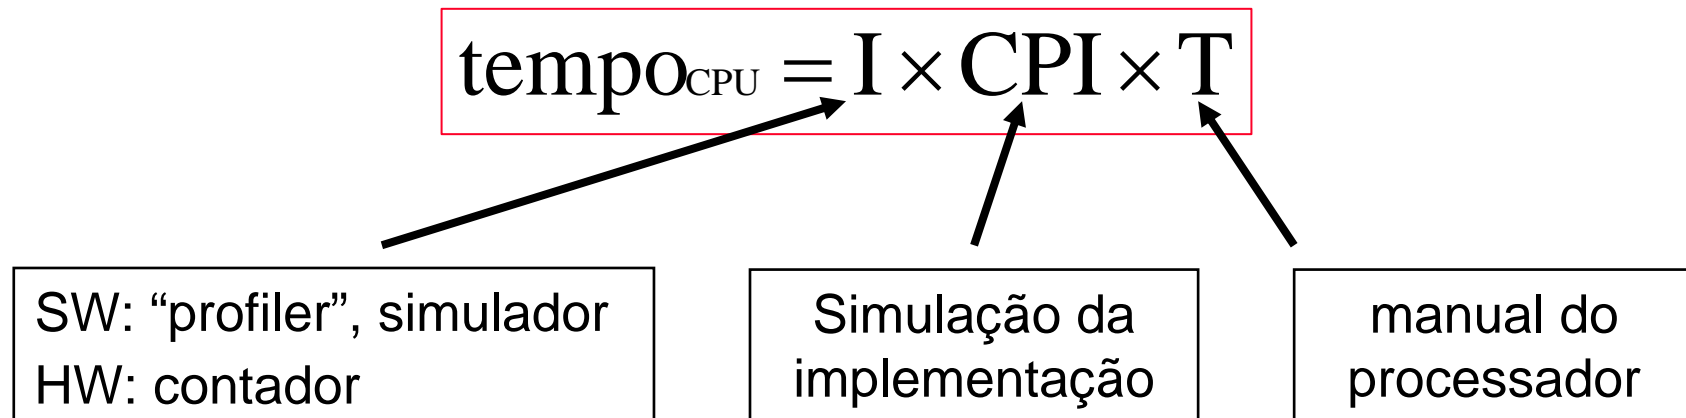 tempoCPU = I × CPI × T
SW: “profiler”, simulador
HW: contador
Simulação da
implementação
manual do
processador